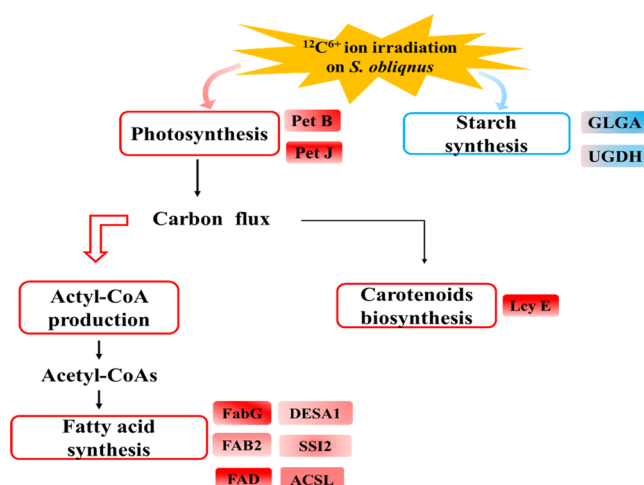 ¹²C⁶⁺ ion irradiation
on S. obliqnus
Photosynthesis
Pet B
Pet J
Starch
synthesis
GLGA
UGDH
Carbon flux
Actyl-CoA
production
Carotenoids
biosynthesis
Lcy E
Acetyl-CoAs
Fatty acid
synthesis
FabG
DESA1
FAB2
SSI2
FAD
ACSL